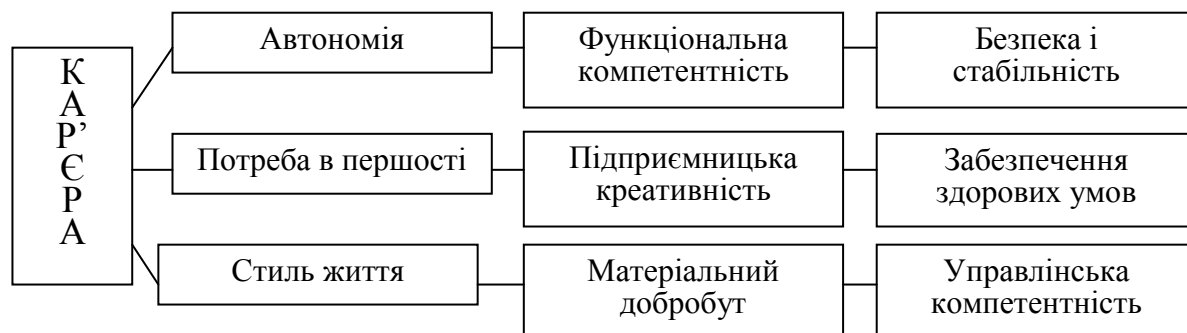 К
А
Р’
Є
Р
А
Автономія
Функціональна
компетентність
Безпека і
стабільність
Потреба в першості
Підприємницька
креативність
Забезпечення
здорових умов
Стиль життя
Матеріальний
добробут
Управлінська
компетентність